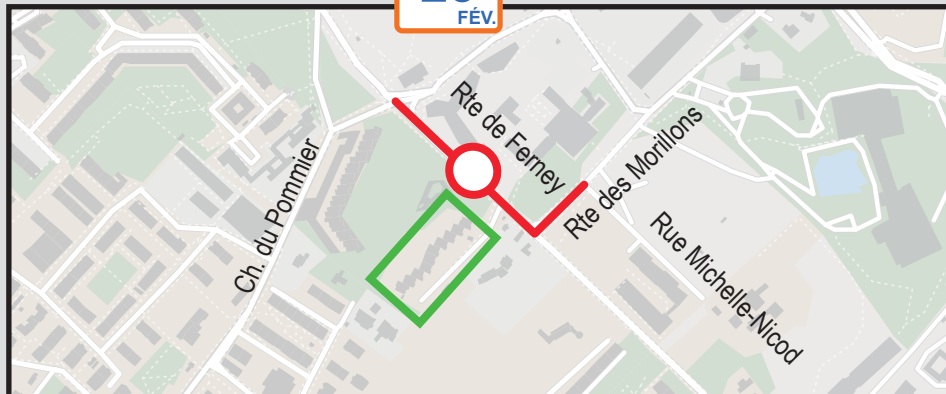 FÉV.
Rte de Ferney
Rte des Morillons
Ch. du Pommier
Rue Michelle-Nicod